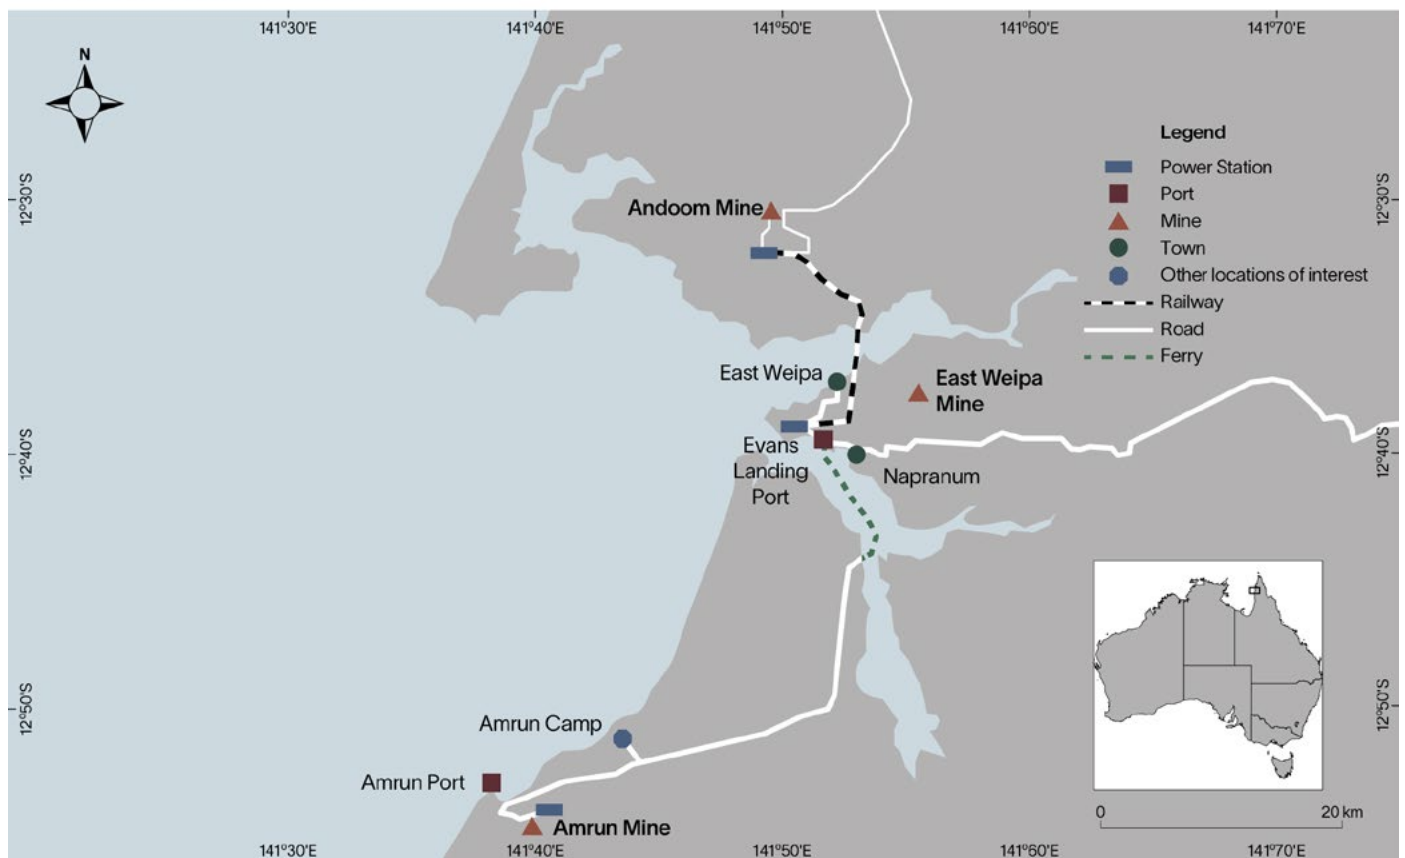 141°30'E
141°40'E
141°50'E
141°60'E
141°70'E
N
Legend
Power Station
Port
Mine
Town
Other locations of interest
Railway
Road
Ferry
12°30'S
12°30'S
Andoom Mine
East Weipa
East Weipa
Mine
12°40'S
12°40'S
Evans
Landing
Port
Napranum
12°50'S
12°50'S
Amrun Camp
Amrun Port
Amrun Mine
0
20 km
141°30'E
141°40'E
141°50'E
141°60'E
141°70'E